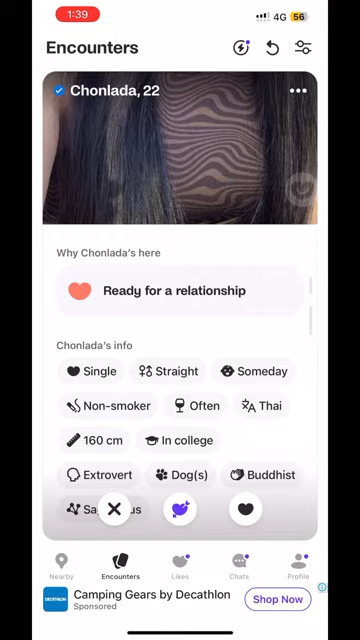 1:39
4G 56
Encounters
Chonlada, 22
Why Chonlada's here
Ready for a relationship
Chonlada's info
Single Straight Someday
Non-smoker Often Thai
160 cm In college
Extrovert Dog(s) Buddhist
Nearby Encounters Likes Chats Profile
DECATHLON
Camping Gears by Decathlon
Sponsored
Shop Now